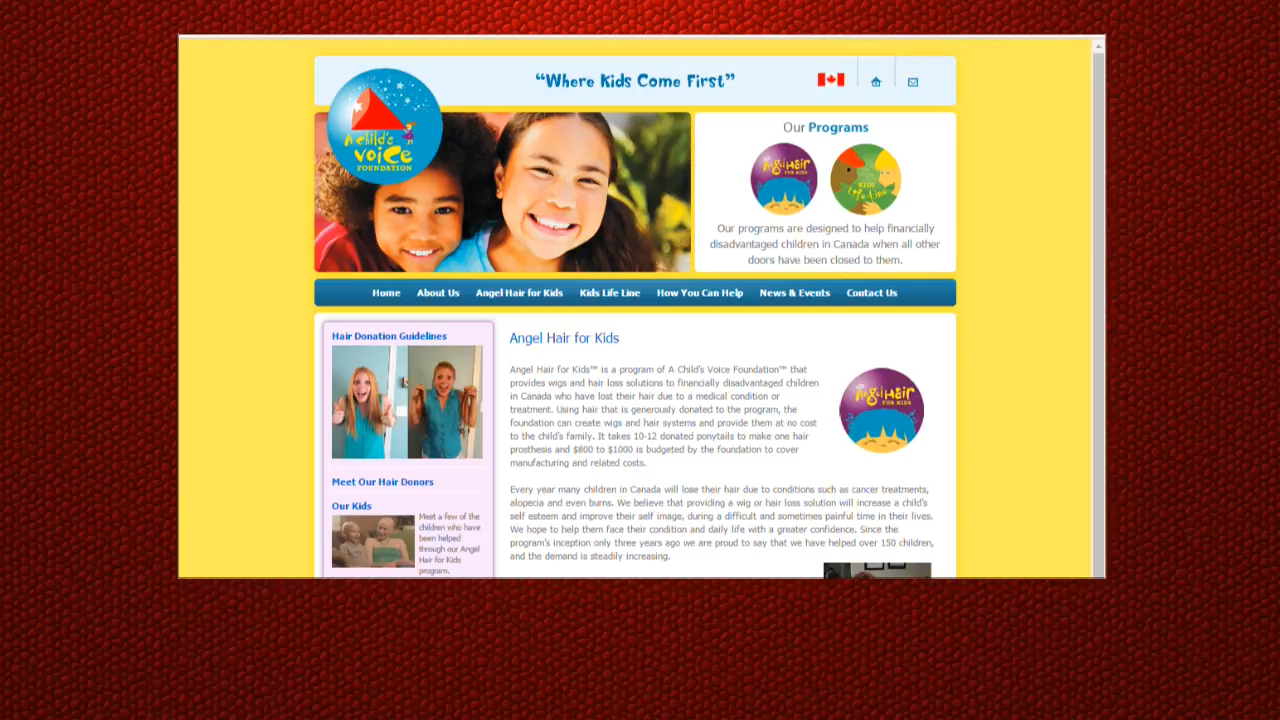 “Where Kids Come First”
A Child's
Voice
FOUNDATION
Our Programs
Angel Hair
FOR KIDS
KIDS
Life-Line
Our programs are designed to help financially
disadvantaged children in Canada when all other
doors have been closed to them.
Home About Us Angel Hair for Kids Kids Life Line How You Can Help News & Events Contact Us
Hair Donation Guidelines
Meet Our Hair Donors
Our Kids
Meet a few of the
children who have
been helped
through our Angel
Hair for Kids
program.
Angel Hair for Kids
Angel Hair for Kids™ is a program of A Child’s Voice Foundation™ that
provides wigs and hair loss solutions to financially disadvantaged children
in Canada who have lost their hair due to a medical condition or
treatment. Using hair that is generously donated to the program, the
foundation can create wigs and hair systems and provide them at no cost
to the child’s family. It takes 10-12 donated ponytails to make one hair
prosthesis and $800 to $1000 is budgeted by the foundation to cover
manufacturing and related costs.
Angel Hair
FOR KIDS
Every year many children in Canada will lose their hair due to conditions such as cancer treatments,
alopecia and even burns. We believe that providing a wig or hair loss solution will increase a child’s
self esteem and improve their self image, during a difficult and sometimes painful time in their lives.
We hope to help them face their condition and daily life with a greater confidence. Since the
program’s inception only three years ago we are proud to say that we have helped over 150 children,
and the demand is steadily increasing.